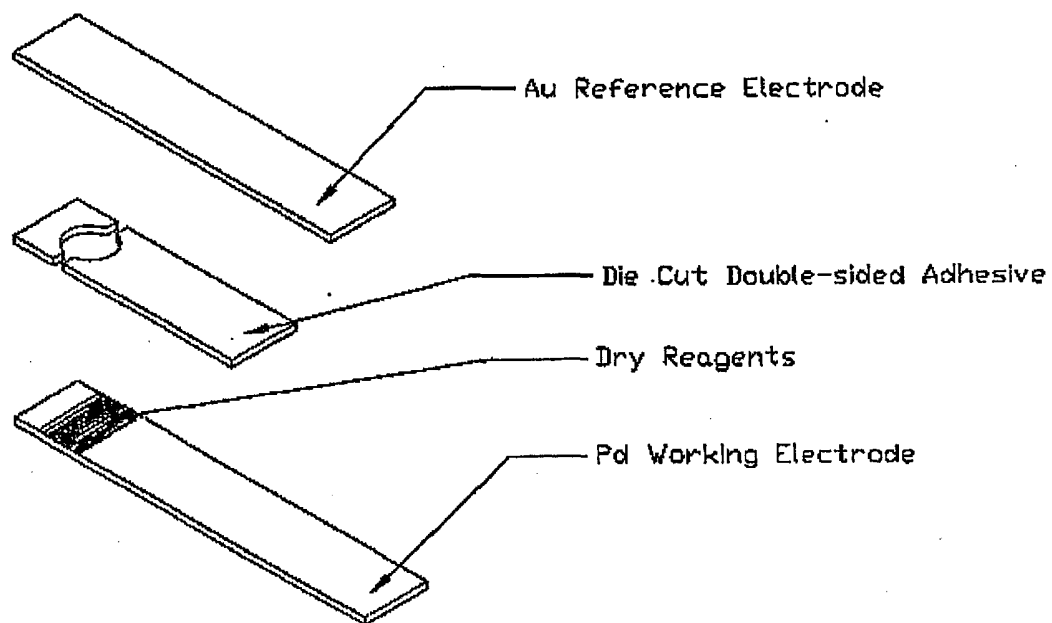 Au Reference Electrode
Die Cut Double-sided Adhesive
Dry Reagents
Pd Working Electrode